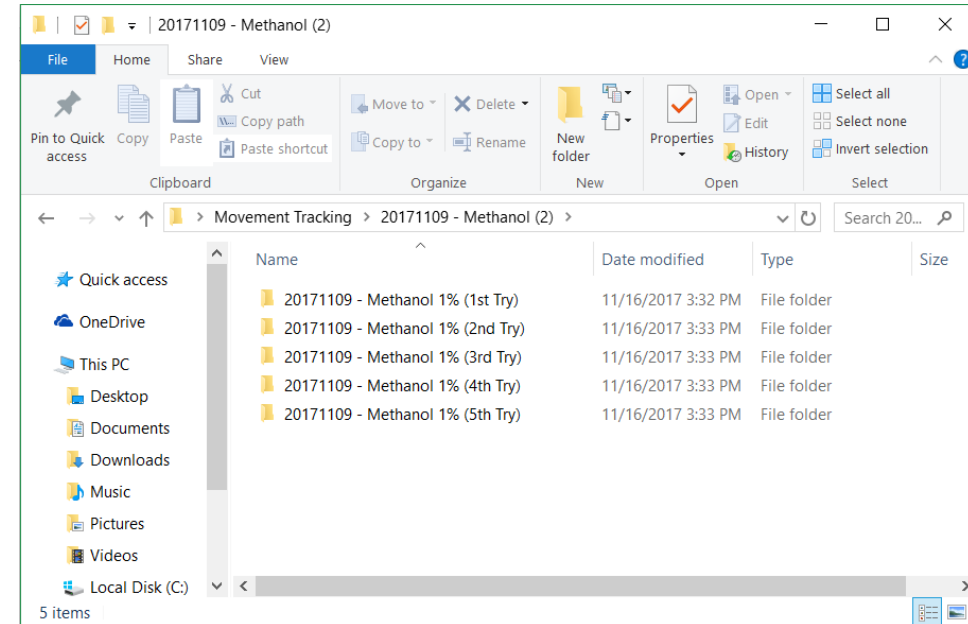 20171109 - Methanol (2)
File Home Share View
Pin to Quick access
Copy
Paste
Cut
Copy path
Paste shortcut
Clipboard
Move to
Copy to
Delete
Rename
Organize
New folder
New
Properties
Open
Edit
History
Open
Select all
Select none
Invert selection
Select
Movement Tracking > 20171109 - Methanol (2) >
Search 20...
Name Date modified Type Size
Quick access
OneDrive
This PC
Desktop
Documents
Downloads
Music
Pictures
Videos
Local Disk (C:)
20171109 - Methanol 1% (1st Try) 11/16/2017 3:32 PM File folder
20171109 - Methanol 1% (2nd Try) 11/16/2017 3:33 PM File folder
20171109 - Methanol 1% (3rd Try) 11/16/2017 3:33 PM File folder
20171109 - Methanol 1% (4th Try) 11/16/2017 3:33 PM File folder
20171109 - Methanol 1% (5th Try) 11/16/2017 3:33 PM File folder
5 items